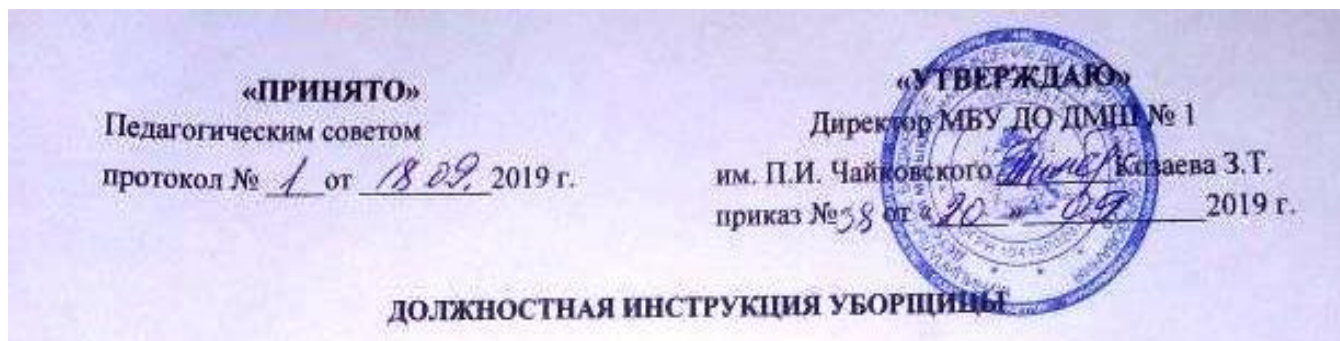 «ПРИНЯТО»
Педагогическим советом
протокол № 1 от 18.09. 2019 г.
«УТВЕРЖДАЮ»
Директор МБУ ДО ДМШ № 1
им. П.И. Чайковского Козаева З.Т.
приказ №38 от «20» 09 2019 г.
ДОЛЖНОСТНАЯ ИНСТРУКЦИЯ УБОРЩИЦЫ